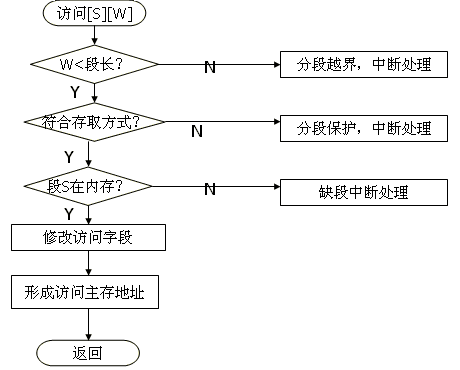 访问[S][W]
W<段长?
N
分段越界，中断处理
Y
符合存取方式?
N
分段保护，中断处理
Y
段S在内存?
N
缺段中断处理
Y
修改访问字段
形成访问主存地址
返回